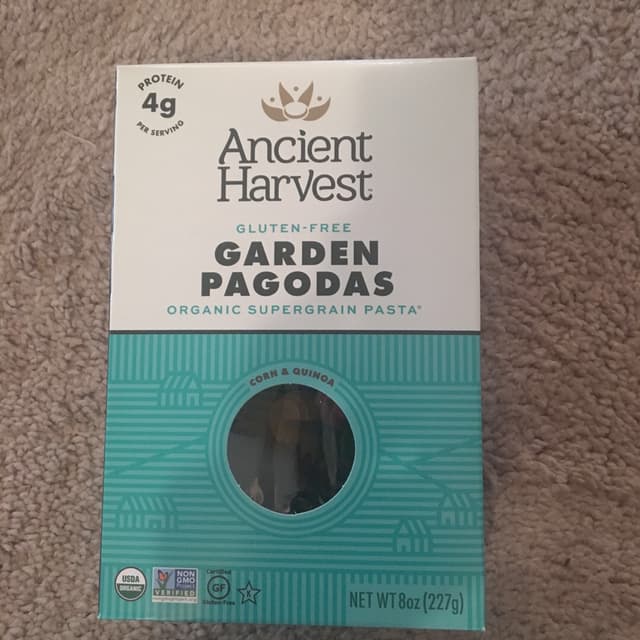 PROTEIN
4g
PER SERVING
Ancient
Harvest
GLUTEN-FREE
GARDEN
PAGODAS
ORGANIC SUPERGRAIN PASTA®
CORN & QUINOA
USDA
ORGANIC
NON
GMO
VERIFIED
Certified
GF
Gluten-Free
K
NET WT 8oz (227g)